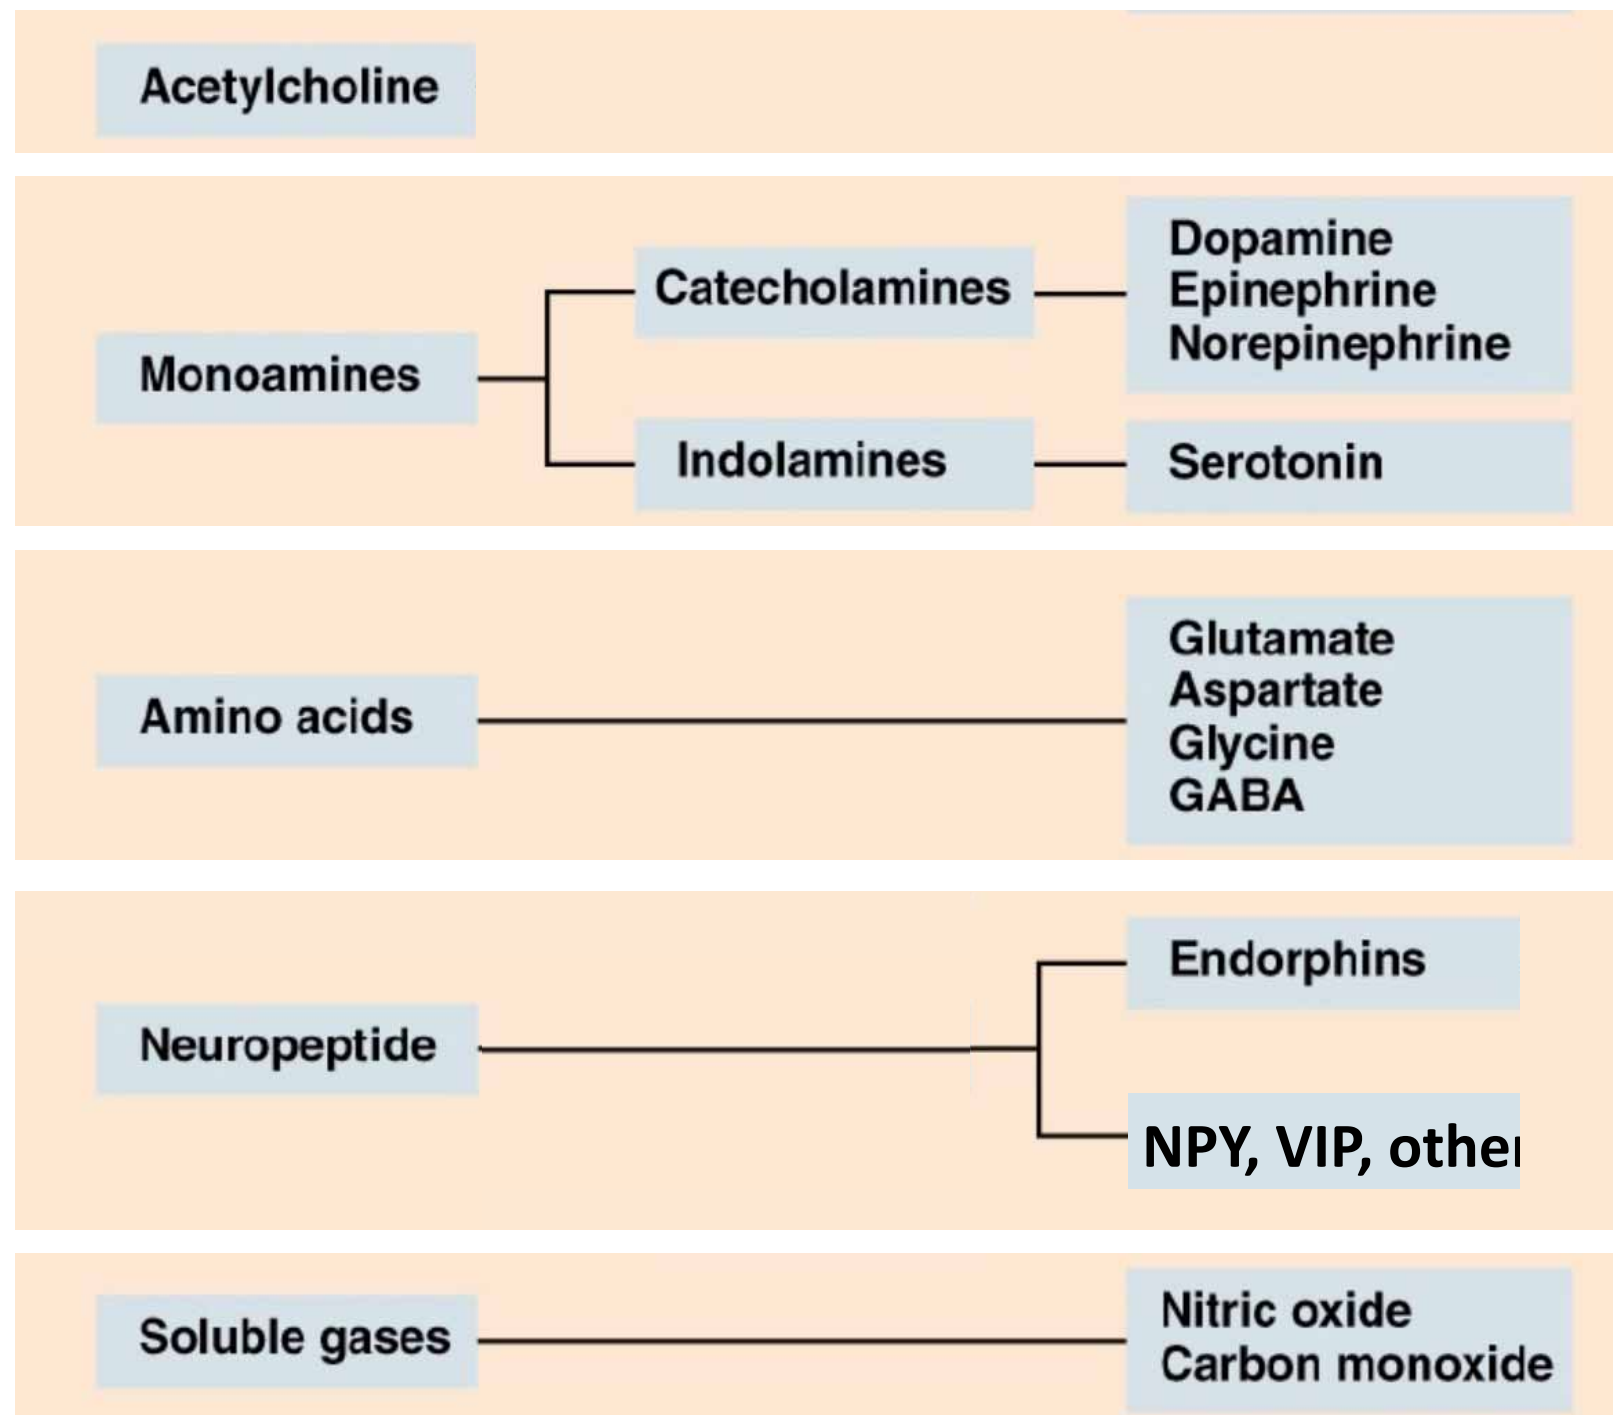 Acetylcholine
Monoamines
Catecholamines
Dopamine
Epinephrine
Norepinephrine
Indolamines
Serotonin
Amino acids
Glutamate
Aspartate
Glycine
GABA
Neuropeptide
Endorphins
NPY, VIP, other
Soluble gases
Nitric oxide
Carbon monoxide